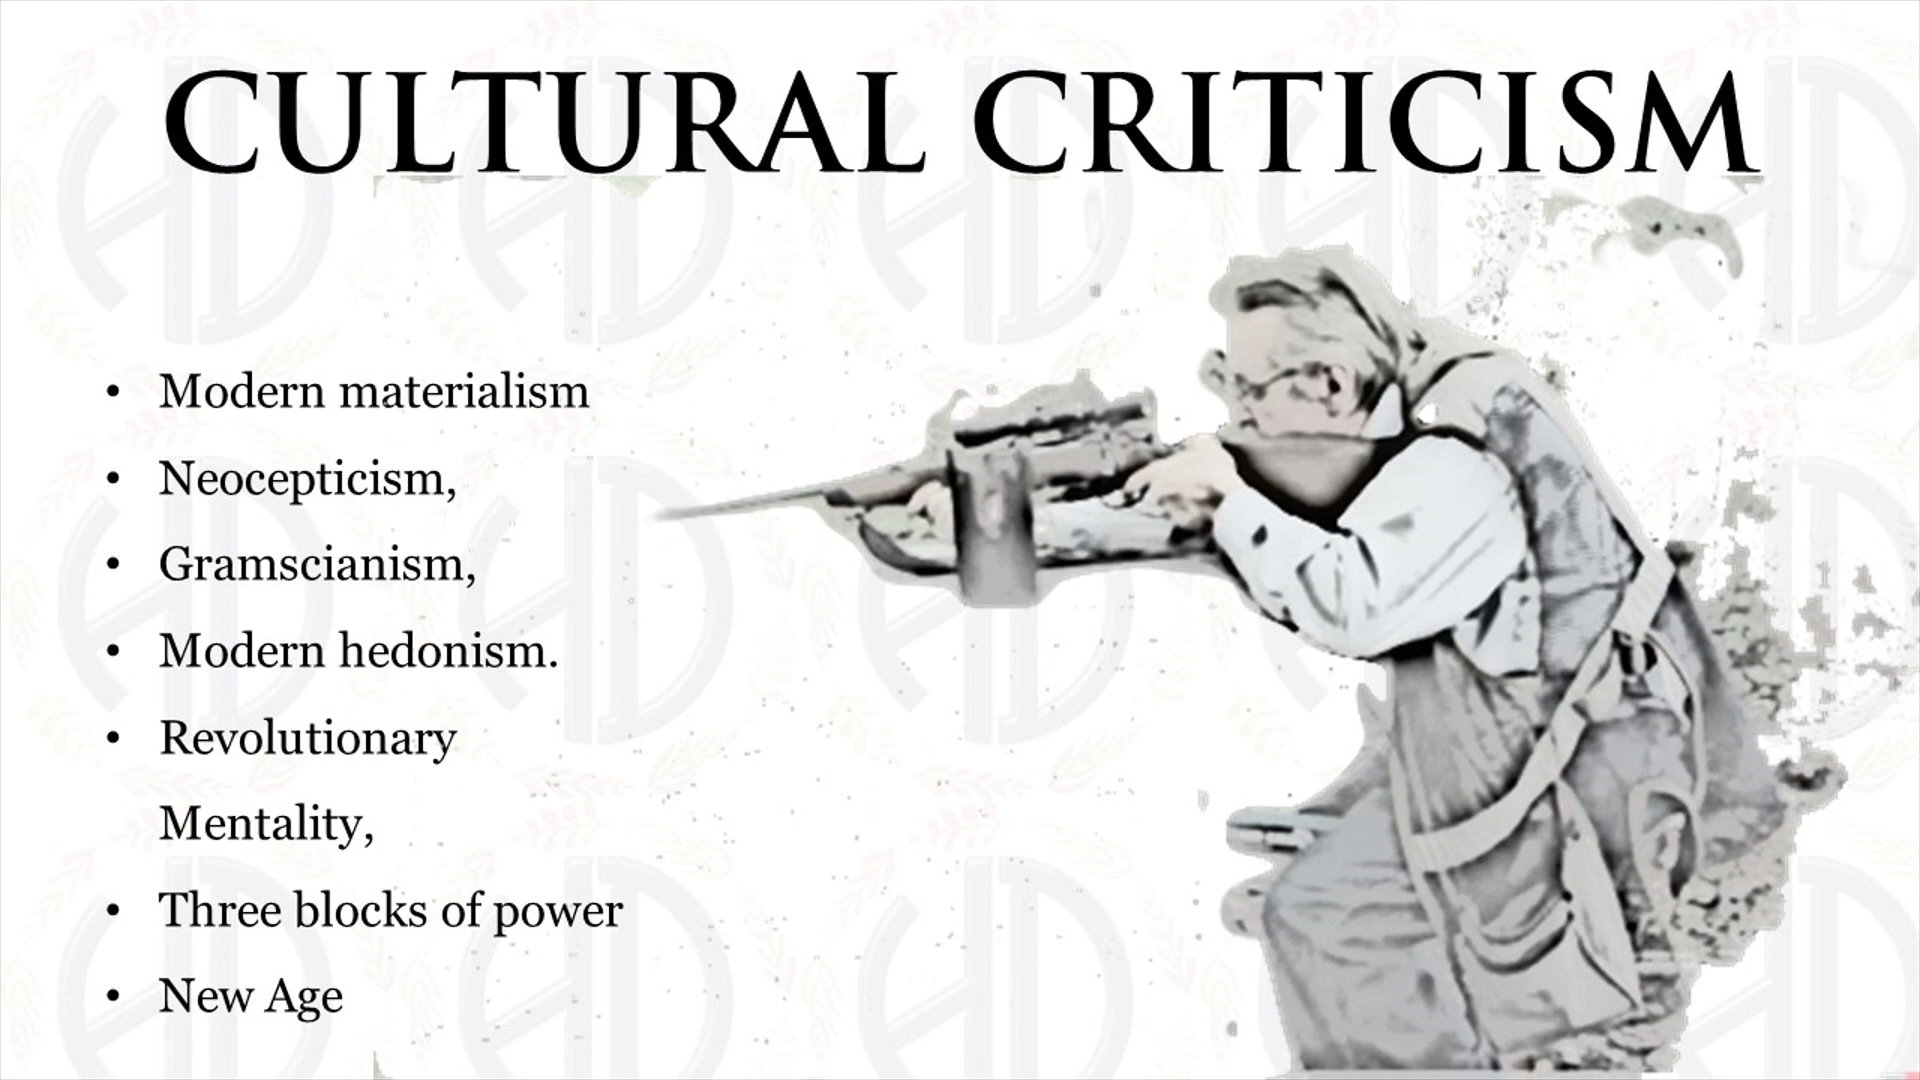 CULTURAL CRITICISM
• Modern materialism
• Neocepticism,
• Gramscianism,
• Modern hedonism.
• Revolutionary
Mentality,
• Three blocks of power
• New Age